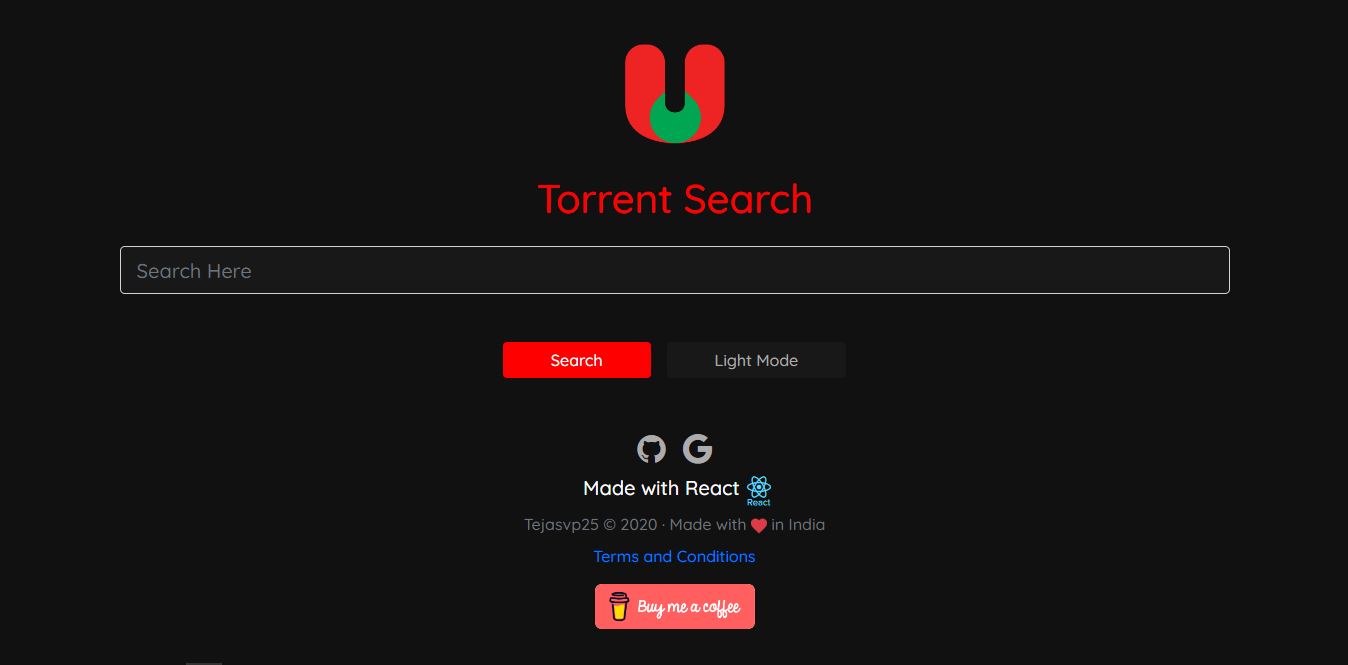 Torrent Search
Search Here
Search
Light Mode
Made with React
React
Tejasvp25 © 2020 · Made with ❤ in India
Terms and Conditions
Buy me a coffee